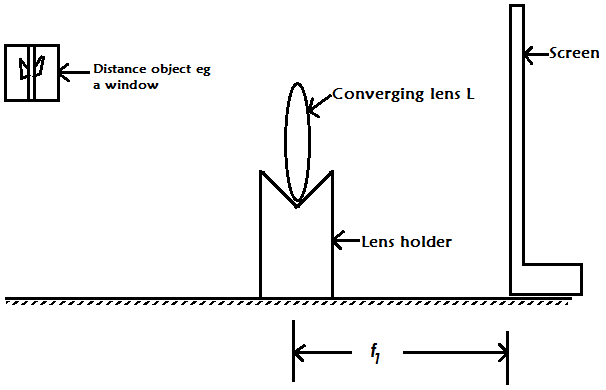 Screen
Distance object eg
a window
Converging lens L
Lens holder
f1